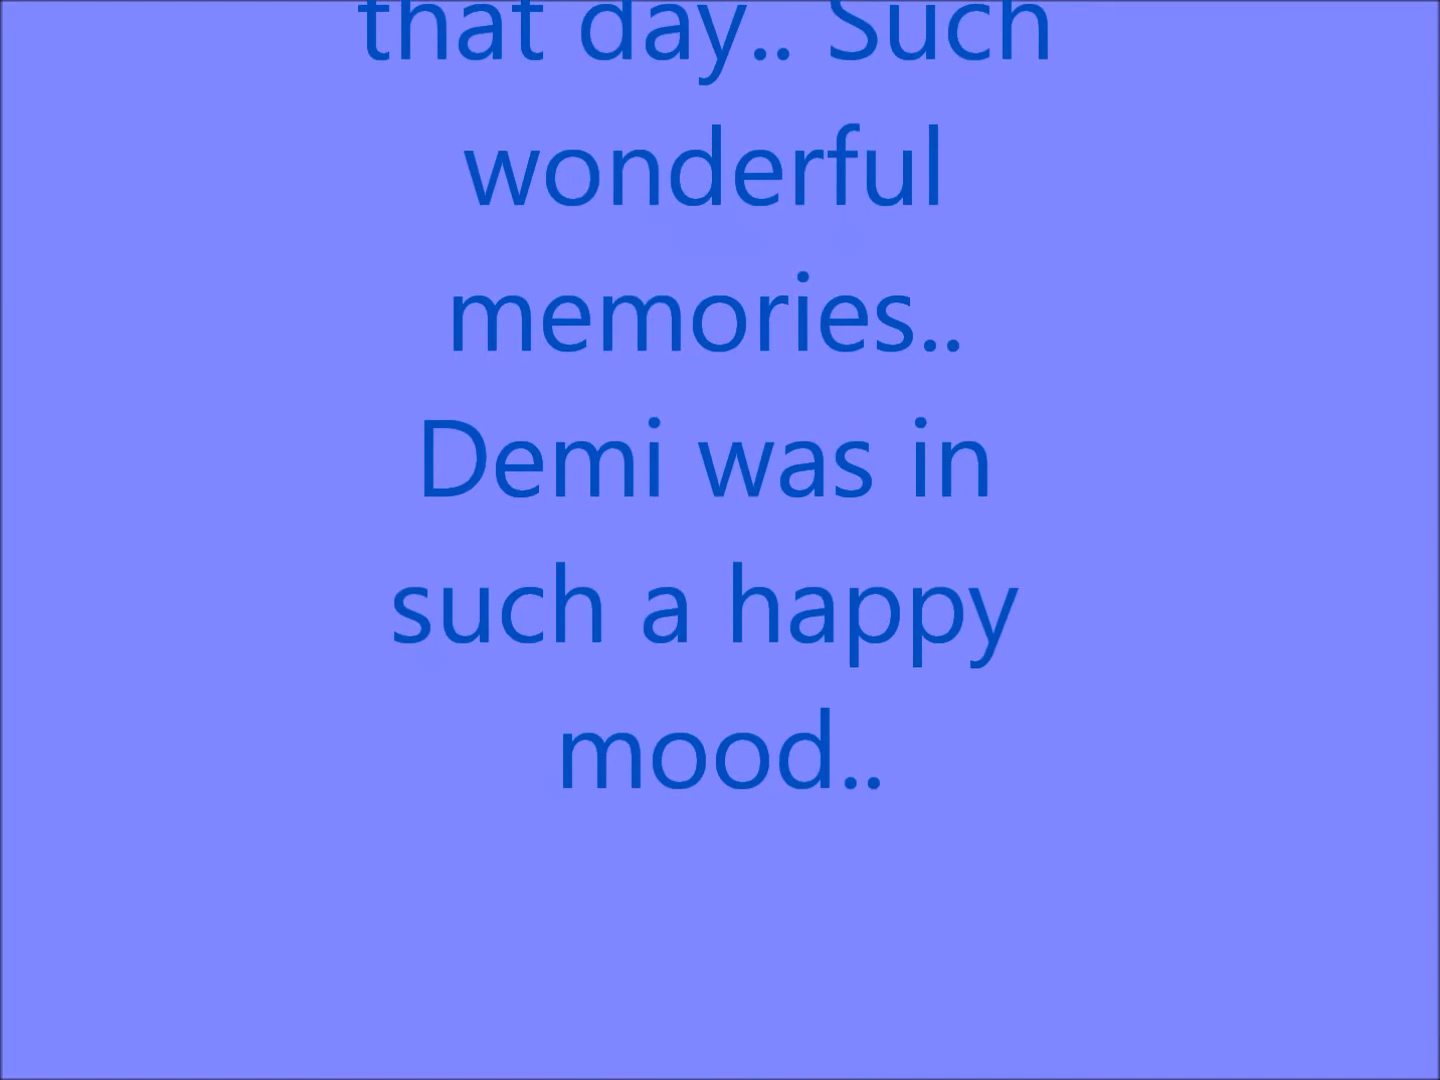 that day.. Such
wonderful
memories..
Demi was in
such a happy
mood..